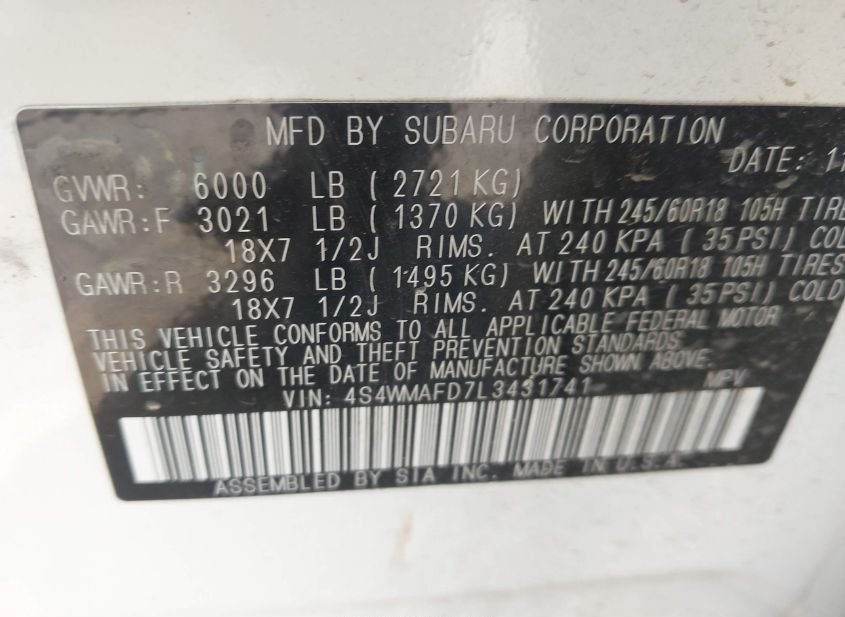 MFD BY SUBARU CORPORATION
DATE:
GVWR: 6000 LB ( 2721 KG)
GAWR:F 3021 LB ( 1370 KG) WITH 245/60R18 105H TIRE
18X7 1/2J RIMS. AT 240 KPA ( 35PSI) COL
GAWR:R 3296 LB ( 1495 KG) WITH 245/60R18 105H TIRES
18X7 1/2J RIMS. AT 240 KPA ( 35PSI) COLD
THIS VEHICLE CONFORMS TO ALL APPLICABLE FEDERAL MOTOR
VEHICLE SAFETY AND THEFT PREVENTION STANDARDS
IN EFFECT ON THE DATE OF MANUFACTURE SHOWN ABOVE.
VIN: 4S4WMAFD7L3431741 MPV
ASSEMBLED BY SIA INC. MADE IN U.S.A.